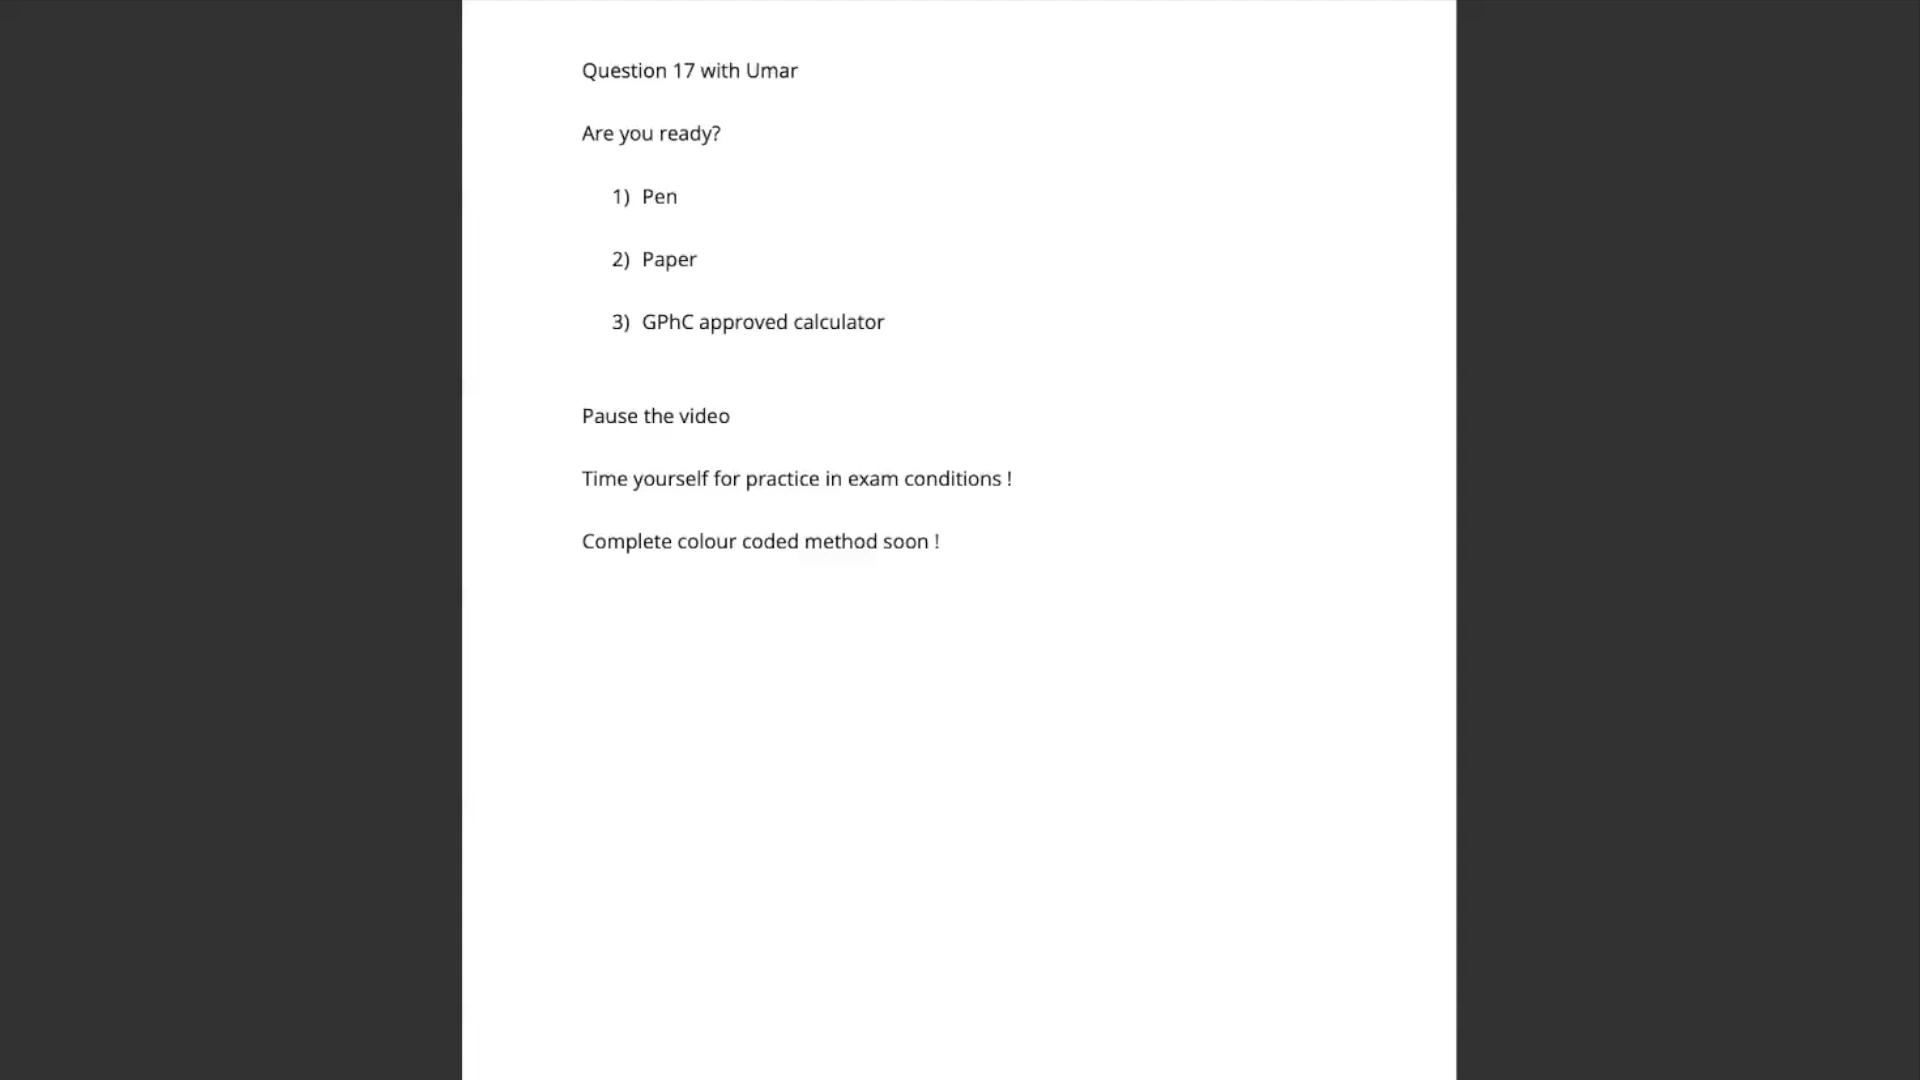 Question 17 with Umar
Are you ready?
1) Pen
2) Paper
3) GPhC approved calculator
Pause the video
Time yourself for practice in exam conditions !
Complete colour coded method soon !